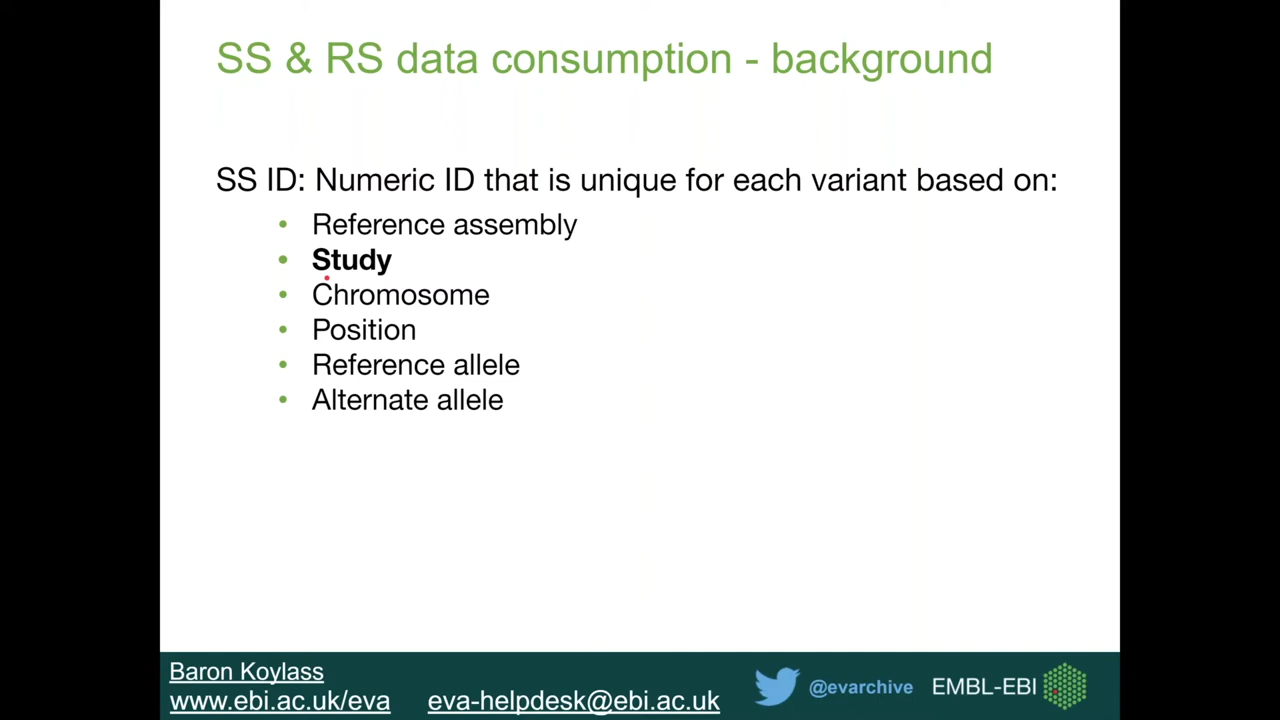 SS & RS data consumption - background
SS ID: Numeric ID that is unique for each variant based on:
• Reference assembly
• Study
• Chromosome
• Position
• Reference allele
• Alternate allele
Baron Koylass
www.ebi.ac.uk/eva eva-helpdesk@ebi.ac.uk
@evarchive EMBL-EBI